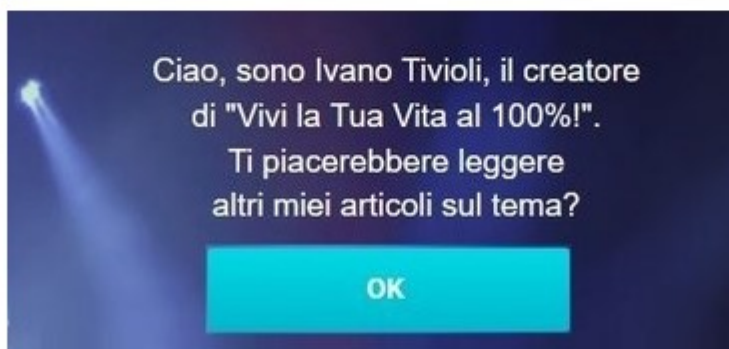 Ciao, sono Ivano Tivioli, il creatore
di "Vivi la Tua Vita al 100%!".
Ti piacerebbere leggere
altri miei articoli sul tema?
OK